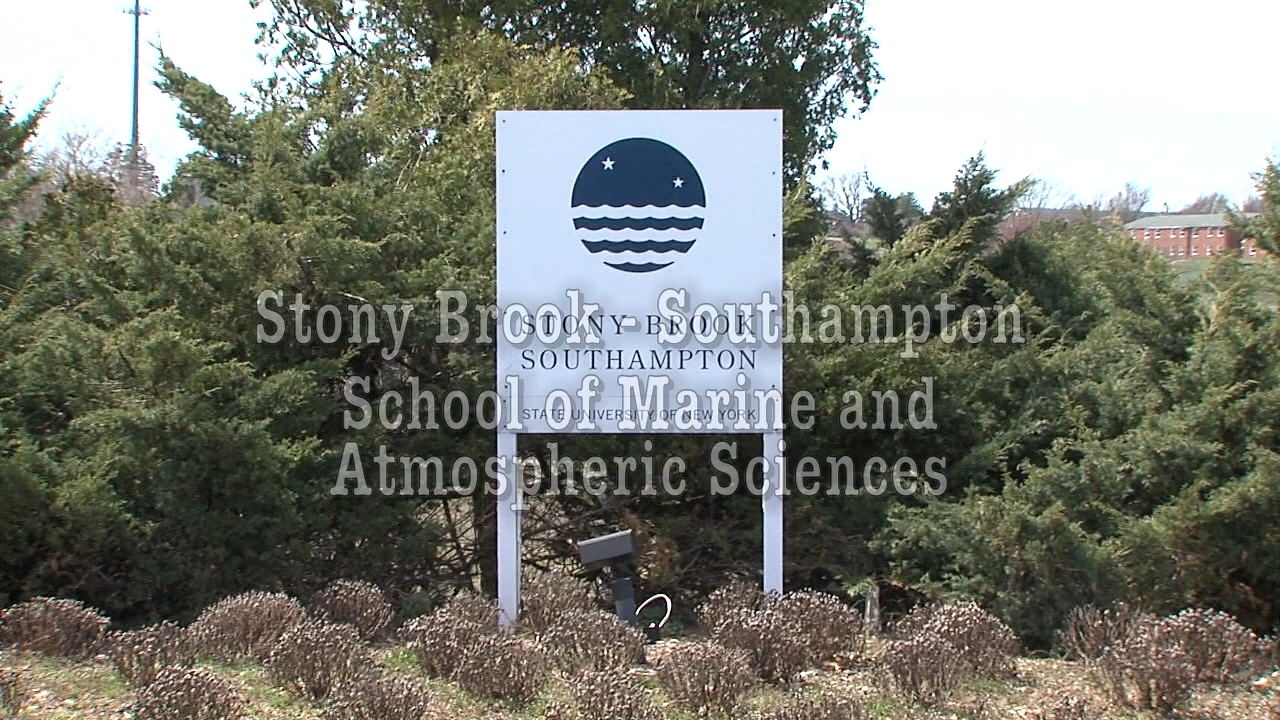 STONY BROOK
SOUTHAMPTON
STATE UNIVERSITY OF NEW YORK
Stony Brook - Southampton
School of Marine and
Atmospheric Sciences